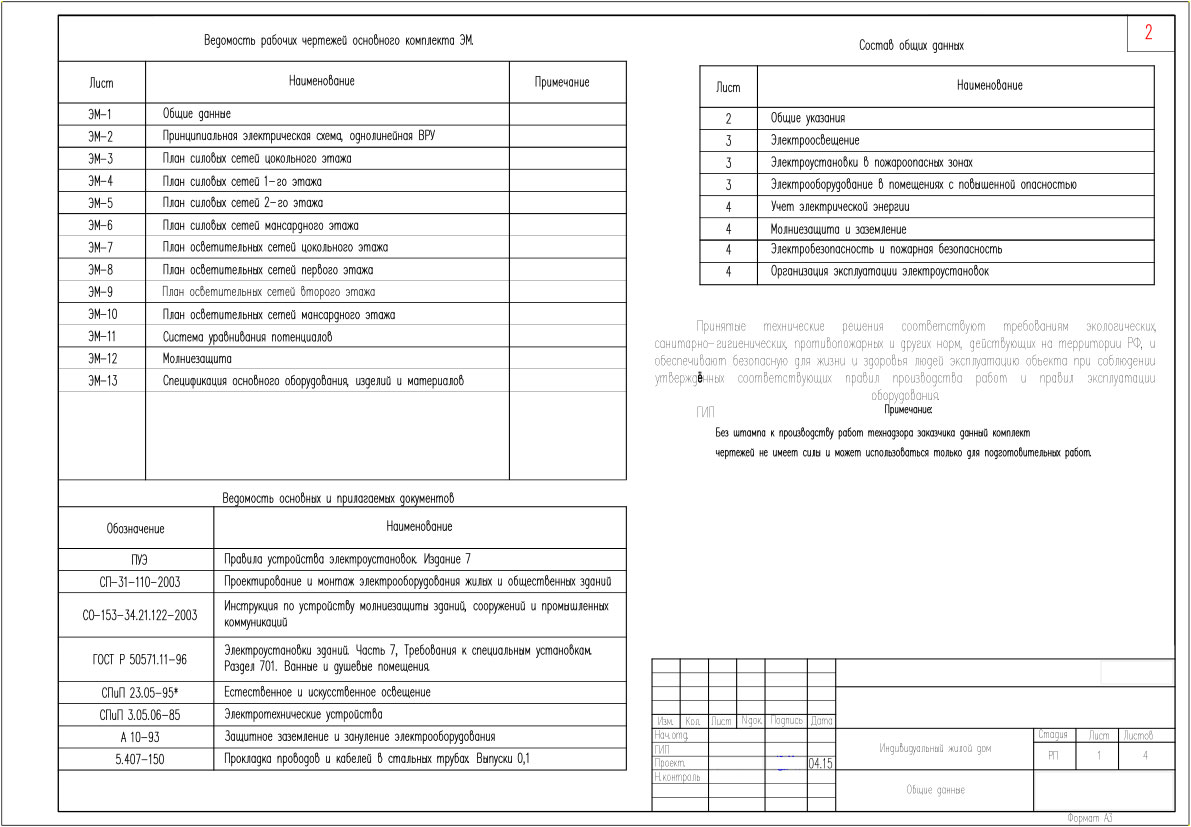 2
Ведомость рабочих чертежей основного комплекта ЭМ.
Лист Наименование Примечание
ЭМ-1 Общие данные
ЭМ-2 Принципиальная электрическая схема, однолинейная ВРУ
ЭМ-3 План силовых сетей цокольного этажа
ЭМ-4 План силовых сетей 1-го этажа
ЭМ-5 План силовых сетей 2-го этажа
ЭМ-6 План силовых сетей мансардного этажа
ЭМ-7 План осветительных сетей цокольного этажа
ЭМ-8 План осветительных сетей первого этажа
ЭМ-9 План осветительных сетей второго этажа
ЭМ-10 План осветительных сетей мансардного этажа
ЭМ-11 Система уравнивания потенциалов
ЭМ-12 Молниезащита
ЭМ-13 Спецификация основного оборудования, изделий и материалов
Ведомость основных и прилагаемых документов
Обозначение Наименование
ПУЭ Правила устройства электроустановок. Издание 7
СП-31-110-2003 Проектирование и монтаж электрооборудования жилых и общественных зданий
СО-153-34.21.122-2003 Инструкция по устройству молниезащиты зданий, сооружений и промышленных
коммуникаций
ГОСТ Р 50571.11-96 Электроустановки зданий. Часть 7, Требования к специальным установкам.
Раздел 701. Ванные и душевые помещения.
СПиП 23.05-95* Естественное и искусственное освещение
СПиП 3.05.06-85 Электротехнические устройства
А 10-93 Защитное заземление и зануление электрооборудования
5.407-150 Прокладка проводов и кабелей в стальных трубах. Выпуски 0,1
Состав общих данных
Лист Наименование
2 Общие указания
3 Электроосвещение
3 Электроустановки в пожароопасных зонах
3 Электрооборудование в помещениях с повышенной опасностью
4 Учет электрической энергии
4 Молниезащита и заземление
4 Электробезопасность и пожарная безопасность
4 Организация эксплуатации электроустановок
Принятые технические решения соответствуют требованиям экологических,
санитарно-гигиенических, противопожарных и других норм, действующих на территории РФ, и
обеспечивают безопасную для жизни и здоровья людей эксплуатацию объекта при соблюдении
утверждённых соответствующих правил производства работ и правил эксплуатации
оборудования.
ГИП
Примечание:
Без штампа к производству работ технадзора заказчика данный комплект
чертежей не имеет силы и может использоваться только для подготовительных работ.
Изм. Кол. Лист Nдок. Подпись Дата
Нач.отд.
ГИП
Проект. 04.15
Н.контроль
Индивидуальный жилой дом
Стадия Лист Листов
РП 1 4
Общие данные
Формат А3